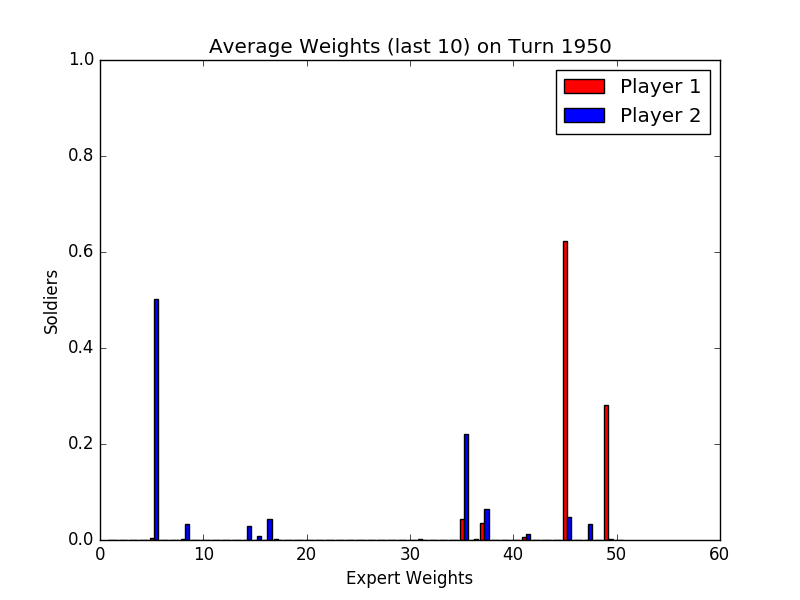 Average Weights (last 10) on Turn 1950
1.0
Player 1
Player 2
0.8
0.6
0.4
0.2
0.0
Soldiers
0 10 20 30 40 50 60
Expert Weights